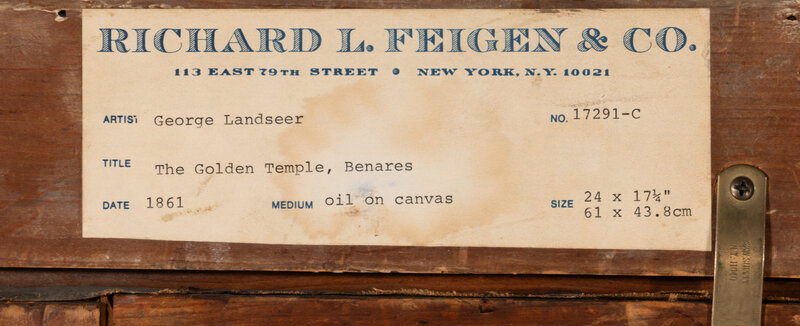 RICHARD L. FEIGEN & CO.
113 EAST 79TH STREET • NEW YORK, N.Y. 10021
ARTIST George Landseer NO. 17291-C
TITLE The Golden Temple, Benares
DATE 1861 MEDIUM oil on canvas SIZE 24 x 17¼"
61 x 43.8cm